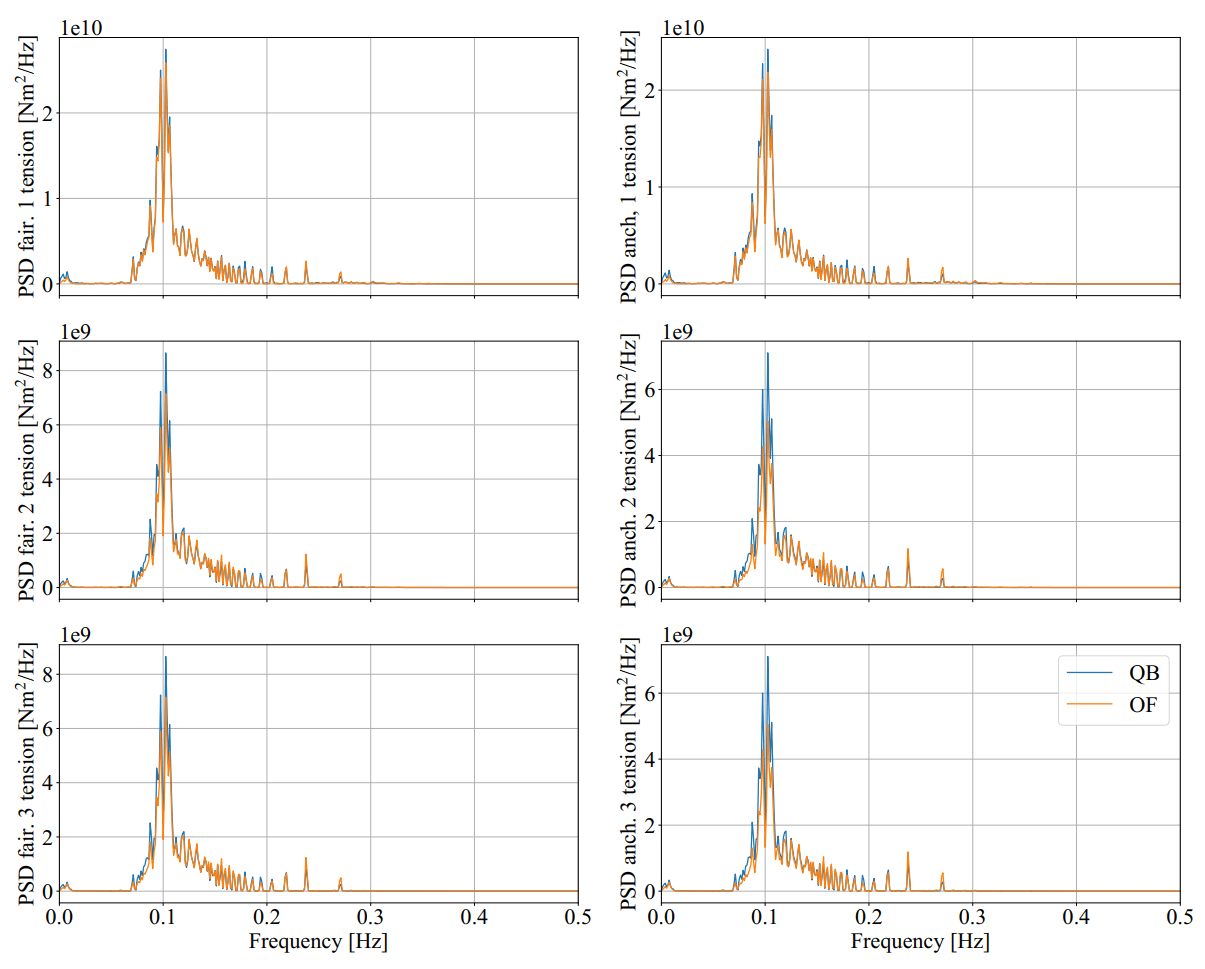 1e10
PSD fair. 1 tension [Nm²/Hz]
2
1
0
1e10
PSD anch, 1 tension [Nm²/Hz]
2
1
0
1e9
PSD fair. 2 tension [Nm²/Hz]
8
6
4
2
0
1e9
PSD anch. 2 tension [Nm²/Hz]
6
4
2
0
1e9
PSD fair. 3 tension [Nm²/Hz]
8
6
4
2
0
0.0 0.1 0.2 0.3 0.4 0.5
Frequency [Hz]
1e9
PSD anch. 3 tension [Nm²/Hz]
6
4
2
0
QB
OF
0.0 0.1 0.2 0.3 0.4 0.5
Frequency [Hz]